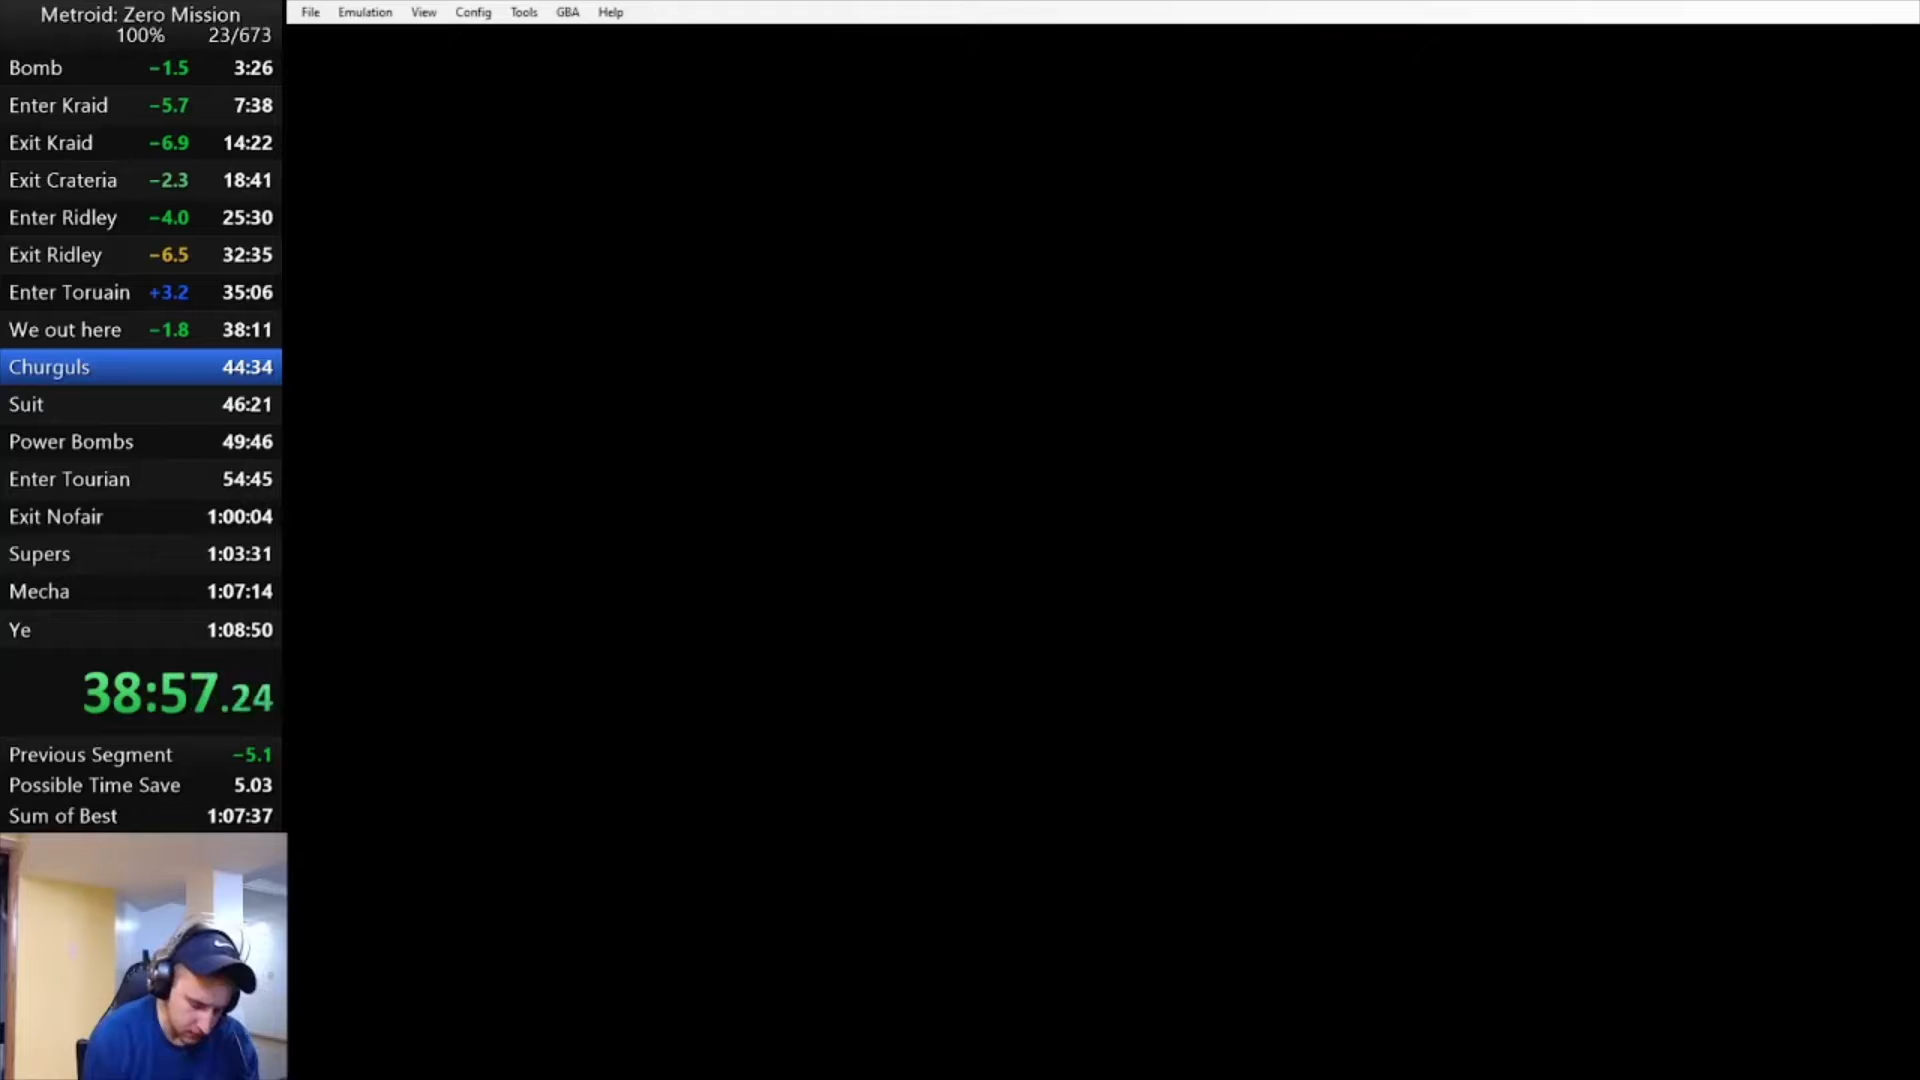 Metroid: Zero Mission
100% 23/673
File Emulation View Config Tools GBA Help
Bomb -1.5 3:26
Enter Kraid -5.7 7:38
Exit Kraid -6.9 14:22
Exit Crateria -2.3 18:41
Enter Ridley -4.0 25:30
Exit Ridley -6.5 32:35
Enter Toruain +3.2 35:06
We out here -1.8 38:11
Churguls 44:34
Suit 46:21
Power Bombs 49:46
Enter Tourian 54:45
Exit Nofair 1:00:04
Supers 1:03:31
Mecha 1:07:14
Ye 1:08:50
38:57.24
Previous Segment -5.1
Possible Time Save 5.03
Sum of Best 1:07:37